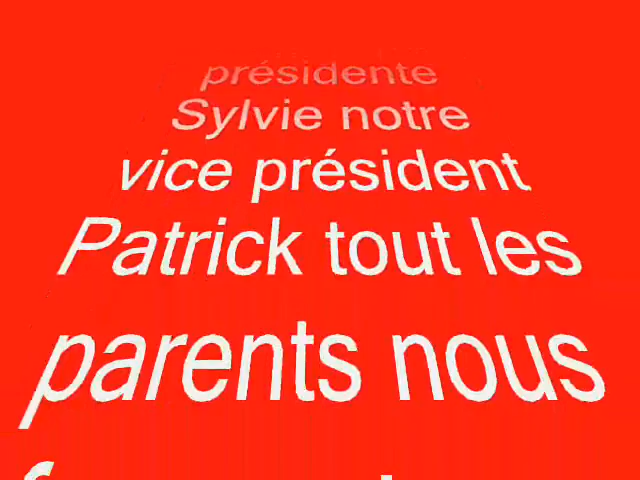 présidente
Sylvie notre
vice président
Patrick tout les
parents nous